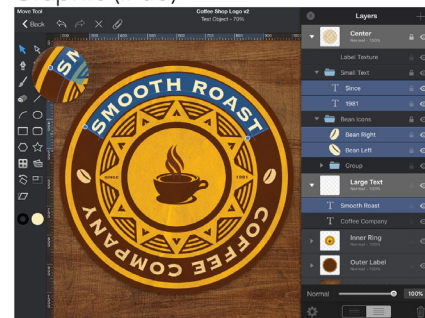 Move Tool
Coffee Shop Logo v2
Text Object - 70%
Back
Layers
Center
Normal - 100%
Label Texture
Small Text
T Since
T 1981
Bean Icons
Bean Right
Bean Left
Group
Large Text
Normal - 100%
T Smooth Roast
T Coffee Company
Inner Ring
Normal - 100%
Outer Label
Normal - 100%
Normal
100%
SM
SMOOTH ROAST
SINCE
1981
COFFEE COMPANY